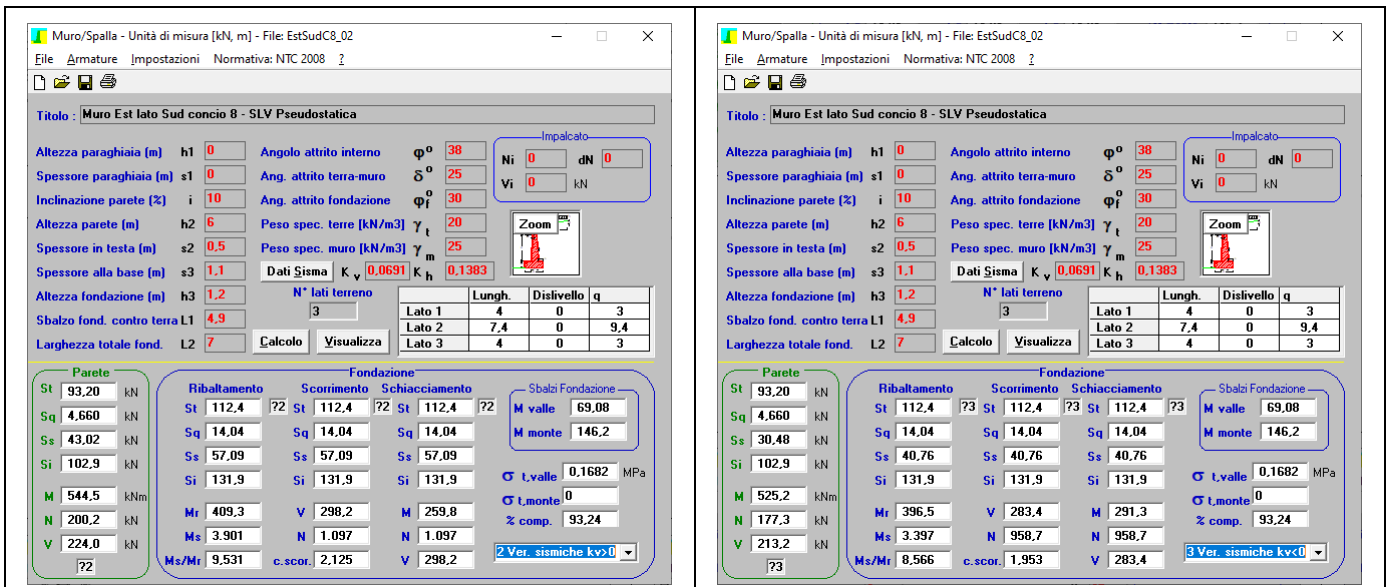 Muro/Spalla - Unità di misura [kN, m] - File: EstSudC8_02
File Armature Impostazioni Normativa: NTC 2008 ?
Titolo : Muro Est lato Sud concio 8 - SLV Pseudostatica
Impalcato
Altezza paraghiaia (m) h1 0 Angolo attrito interno φ° 38 Ni 0 dN 0
Spessore paraghiaia (m) s1 0 Ang. attrito terra-muro δ° 25 Vi 0 kN
Inclinazione parete (%) i 10 Ang. attrito fondazione φf° 30
Altezza parete (m) h2 6 Peso spec. terre [kN/m3] γt 20 Zoom
Spessore in testa (m) s2 0,5 Peso spec. muro [kN/m3] γm 25
Spessore alla base (m) s3 1,1 Dati Sisma Kv 0,0691 Kh 0,1383
Altezza fondazione (m) h3 1,2 N° lati terreno Lungh. Dislivello q
3 Lato 1 4 0 3
Sbalzo fond. contro terra L1 4,9 Lato 2 7,4 0 9,4
Larghezza totale fond. L2 7 Calcolo Visualizza Lato 3 4 0 3
Parete Fondazione
Ribaltamento Scorrimento Schiacciamento Sbalzi Fondazione
St 93,20 kN St 112,4 ?2 St 112,4 ?2 St 112,4 ?2 M valle 69,08
Sq 4,660 kN Sq 14,04 Sq 14,04 Sq 14,04 M monte 146,2
Ss 43,02 kN Ss 57,09 Ss 57,09 Ss 57,09
Si 102,9 kN Si 131,9 Si 131,9 Si 131,9 σ t,valle 0,1682 MPa
M 544,5 kNm σ t,monte 0
N 200,2 kN Mr 409,3 V 298,2 M 259,8 % comp. 93,24
V 224,0 kN Ms 3.901 N 1.097 N 1.097
?2 Ms/Mr 9,531 c.scor. 2,125 V 298,2 2 Ver. sismiche kv>0
Muro/Spalla - Unità di misura [kN, m] - File: EstSudC8_02
File Armature Impostazioni Normativa: NTC 2008 ?
Titolo : Muro Est lato Sud concio 8 - SLV Pseudostatica
Impalcato
Altezza paraghiaia (m) h1 0 Angolo attrito interno φ° 38 Ni 0 dN 0
Spessore paraghiaia (m) s1 0 Ang. attrito terra-muro δ° 25 Vi 0 kN
Inclinazione parete (%) i 10 Ang. attrito fondazione φf° 30
Altezza parete (m) h2 6 Peso spec. terre [kN/m3] γt 20 Zoom
Spessore in testa (m) s2 0,5 Peso spec. muro [kN/m3] γm 25
Spessore alla base (m) s3 1,1 Dati Sisma Kv 0,0691 Kh 0,1383
Altezza fondazione (m) h3 1,2 N° lati terreno Lungh. Dislivello q
3 Lato 1 4 0 3
Sbalzo fond. contro terra L1 4,9 Lato 2 7,4 0 9,4
Larghezza totale fond. L2 7 Calcolo Visualizza Lato 3 4 0 3
Parete Fondazione
Ribaltamento Scorrimento Schiacciamento Sbalzi Fondazione
St 93,20 kN St 112,4 ?3 St 112,4 ?3 St 112,4 ?3 M valle 69,08
Sq 4,660 kN Sq 14,04 Sq 14,04 Sq 14,04 M monte 146,2
Ss 30,48 kN Ss 40,76 Ss 40,76 Ss 40,76
Si 102,9 kN Si 131,9 Si 131,9 Si 131,9 σ t,valle 0,1682 MPa
M 525,2 kNm σ t,monte 0
N 177,3 kN Mr 396,5 V 283,4 M 291,3 % comp. 93,24
V 213,2 kN Ms 3.397 N 958,7 N 958,7
?3 Ms/Mr 8,566 c.scor. 1,953 V 283,4 3 Ver. sismiche kv<0